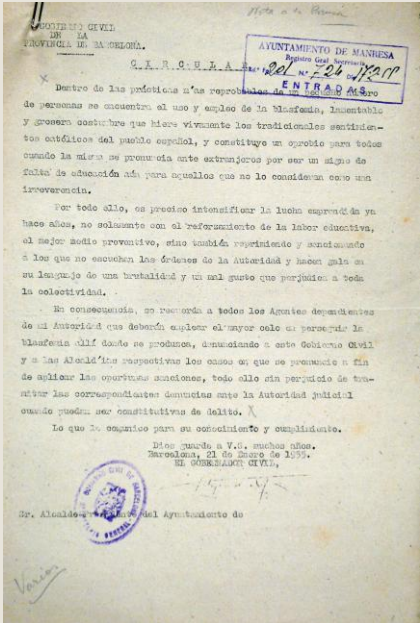 Nota a la Prensa
GOBIERNO CIVIL
DE LA
PROVINCIA DE BARCELONA.
AYUNTAMIENTO DE MANRESA
Registro Gral Secretaría
ENTRADAS
C I R C U L A R
Dentro de las prácticas más reprobables de un pequeño número
de personas se encuentra el uso y empleo de la blasfemia, lamentable
y grosera costumbre que hiere vivamente los tradicionales sentimien-
tos católicos del pueblo español, y constituye un oprobio para todos
cuando la misma se pronuncia ante extranjeros por ser un signo de
falta de educación aún para aquellos que no lo consideran como una
irreverencia.
Por todo ello, es preciso intensificar la lucha emprendida ya
hace años, no solamente con el reforzamiento de la labor educativa,
el mejor medio preventivo, sino también reprimiendo y sancionando
a los que no escuchan las órdenes de la Autoridad y hacen gala en
su lenguaje de una brutalidad y un mal gusto que perjudica a toda
la colectividad.
En consecuencia, se recuerda a todos los Agentes dependientes
de mi Autoridad que deberán emplear el mayor celo en perseguir la
blasfemia allí donde se produzca, denunciando a este Gobierno Civil
y a las Alcaldías respectivas los casos en que se pronuncie a fin
de aplicar las oportunas sanciones, todo ello sin perjuicio de tra-
mitar las correspondientes denuncias ante la Autoridad judicial
cuando puedan ser constitutivas de delito.
Lo que le comunico para su conocimiento y cumplimiento.
Dios guarde a V.S. muchos años.
Barcelona, 21 de Enero de 1955.
EL GOBERNADOR CIVIL,
Sr. Alcalde-Presidente del Ayuntamiento de
Varios